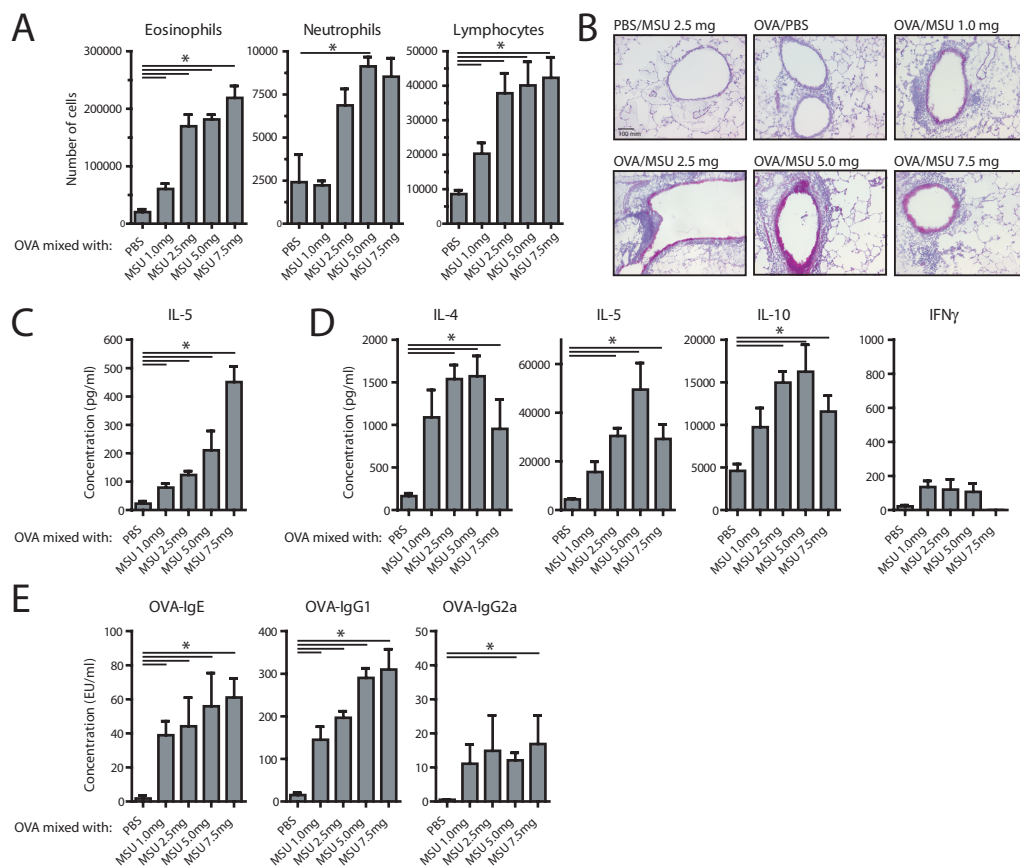 A
Eosinophils
Neutrophils
Lymphocytes
Number of cells
300000
200000
100000
0
*
10000
7500
5000
2500
0
*
50000
40000
30000
20000
10000
0
*
OVA mixed with:
PBS
MSU 1.0mg
MSU 2.5mg
MSU 5.0mg
MSU 7.5mg
PBS
MSU 1.0mg
MSU 2.5mg
MSU 5.0mg
MSU 7.5mg
PBS
MSU 1.0mg
MSU 2.5mg
MSU 5.0mg
MSU 7.5mg
B
PBS/MSU 2.5 mg
OVA/PBS
OVA/MSU 1.0 mg
100 mm
OVA/MSU 2.5 mg
OVA/MSU 5.0 mg
OVA/MSU 7.5 mg
C
IL-5
Concentration (pg/ml)
600
500
400
300
200
100
0
*
OVA mixed with:
PBS
MSU 1.0mg
MSU 2.5mg
MSU 5.0mg
MSU 7.5mg
D
IL-4
IL-5
IL-10
IFNγ
Concentration (pg/ml)
2000
1500
1000
500
0
*
60000
40000
20000
0
*
20000
15000
10000
5000
0
*
1000
800
600
400
200
0
OVA mixed with:
PBS
MSU 1.0mg
MSU 2.5mg
MSU 5.0mg
MSU 7.5mg
PBS
MSU 1.0mg
MSU 2.5mg
MSU 5.0mg
MSU 7.5mg
PBS
MSU 1.0mg
MSU 2.5mg
MSU 5.0mg
MSU 7.5mg
PBS
MSU 1.0mg
MSU 2.5mg
MSU 5.0mg
MSU 7.5mg
E
OVA-IgE
OVA-IgG1
OVA-IgG2a
Concentration (EU/ml)
100
80
60
40
20
0
*
400
300
200
100
0
*
50
40
30
20
10
0
*
OVA mixed with:
PBS
MSU 1.0mg
MSU 2.5mg
MSU 5.0mg
MSU 7.5mg
PBS
MSU 1.0mg
MSU 2.5mg
MSU 5.0mg
MSU 7.5mg
PBS
MSU 1.0mg
MSU 2.5mg
MSU 5.0mg
MSU 7.5mg